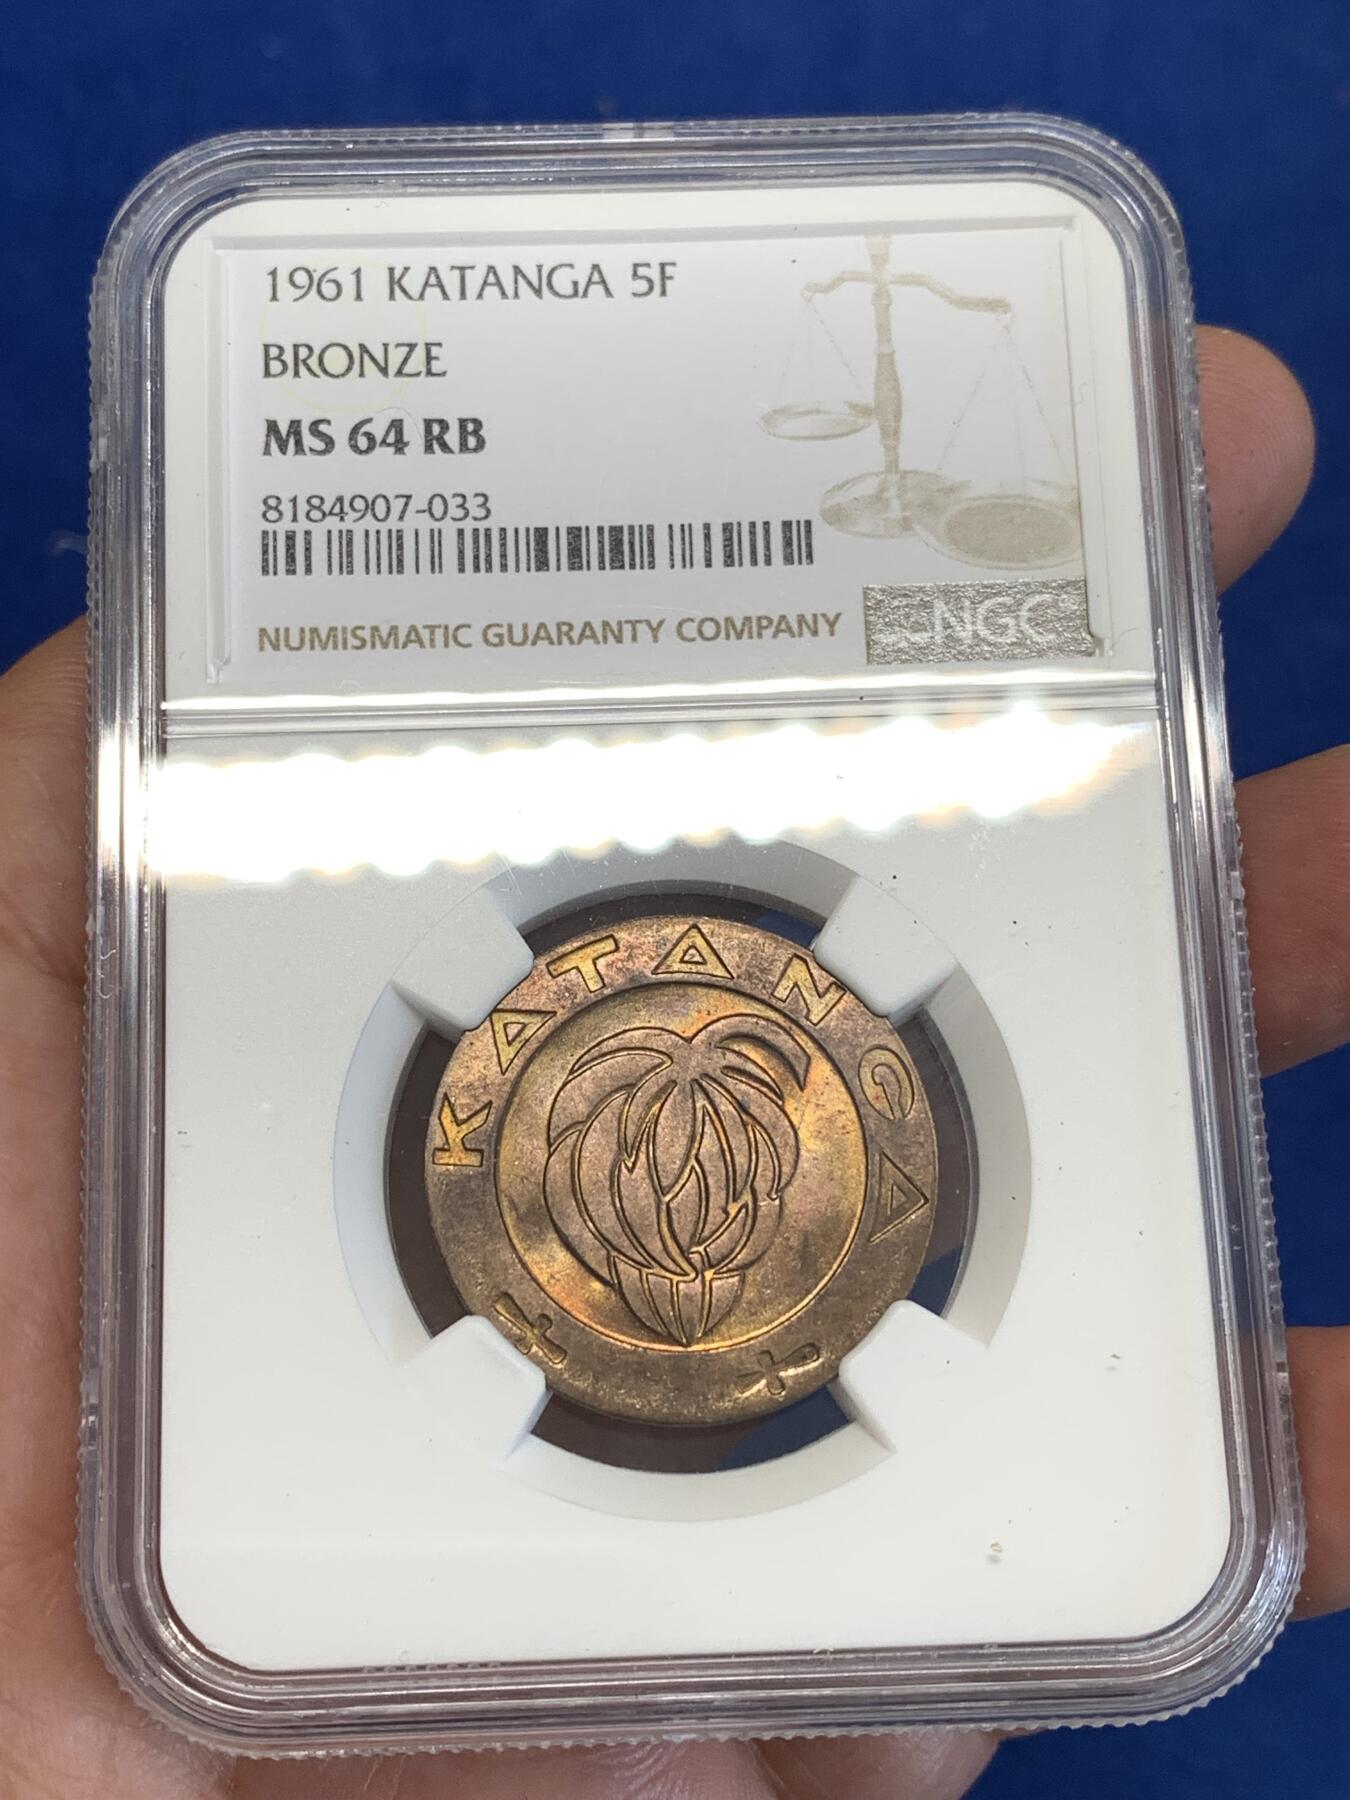 1961 KATANGA 5F
BRONZE
MS 64 RB
8184907-033
NUMISMATIC GUARANTY COMPANY
NGC
KATANGA